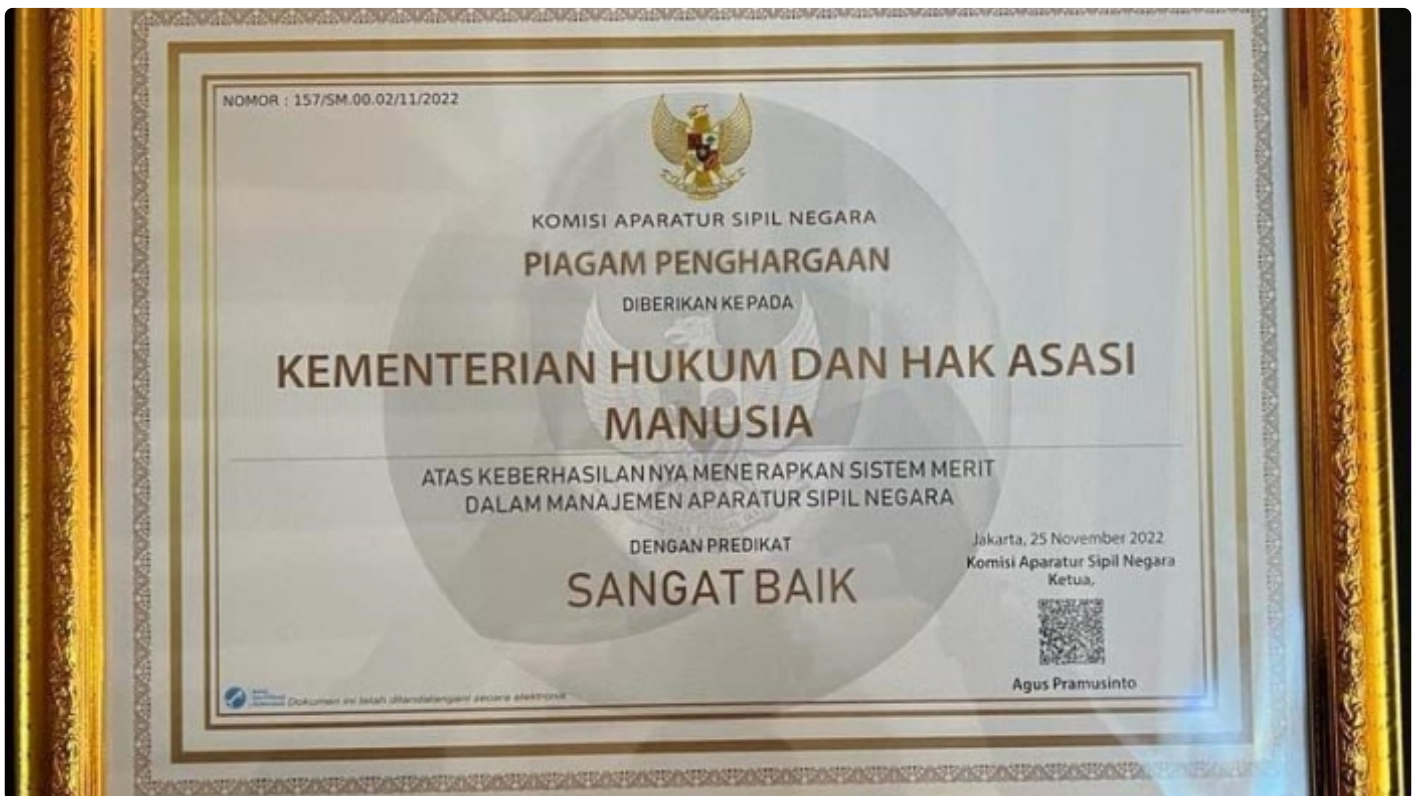 NOMOR : 157/SM.00.02/11/2022
KOMISI APARATUR SIPIL NEGARA
PIAGAM PENGHARGAAN
DIBERIKAN KEPADA
KEMENTERIAN HUKUM DAN HAK ASASI
MANUSIA
ATAS KEBERHASILANNYA MENERAPKAN SISTEM MERIT
DALAM MANAJEMEN APARATUR SIPIL NEGARA
DENGAN PREDIKAT
SANGAT BAIK
Jakarta, 25 November 2022
Komisi Aparatur Sipil Negara
Ketua,
Agus Pramusinto
Dokumen ini telah ditandatangani secara elektronik